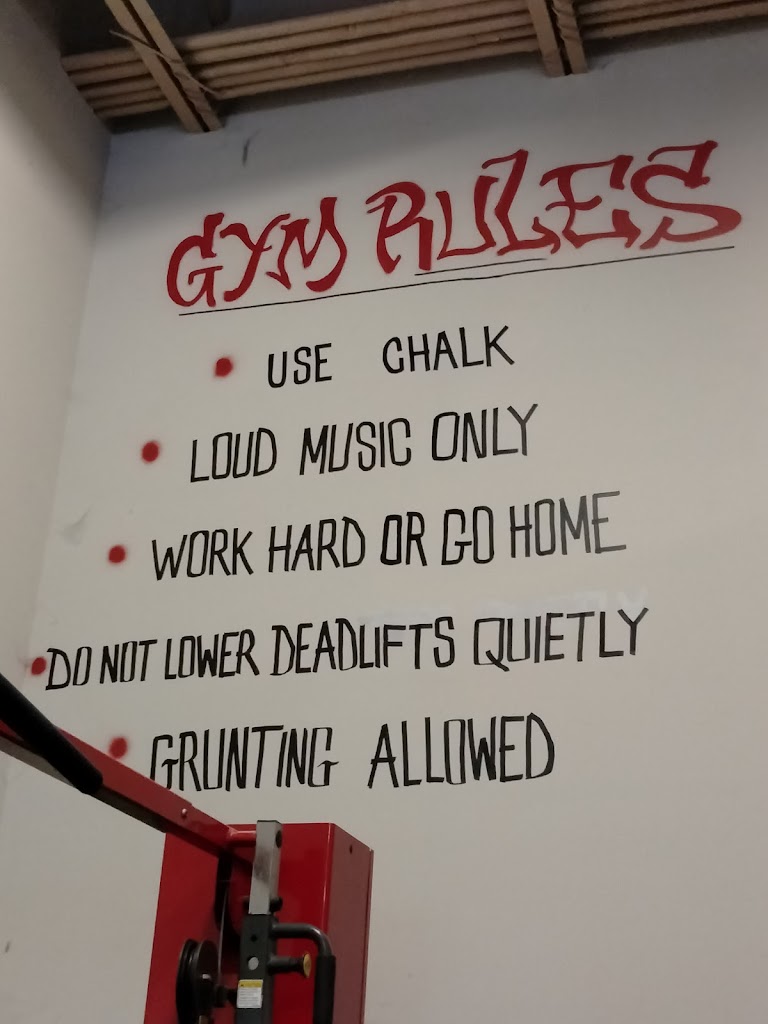 GYM RULES
USE CHALK
LOUD MUSIC ONLY
WORK HARD OR GO HOME
DO NOT LOWER DEADLIFTS QUIETLY
GRUNTING ALLOWED